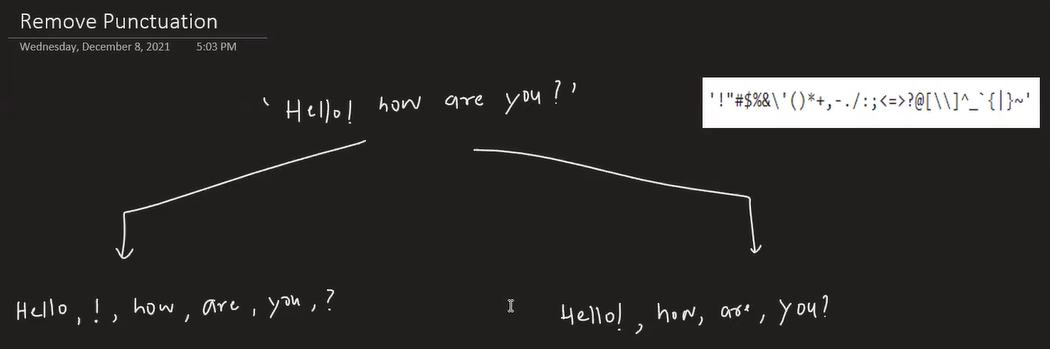 Remove Punctuation
Wednesday, December 8, 2021 5:03 PM
'Hello! how are you?'
'!"#$%&\'()*+,-./:;<=>?@[\\]^_`{|}~'
Hello, !, how, are, you, ?
Hello!, how, are, you?